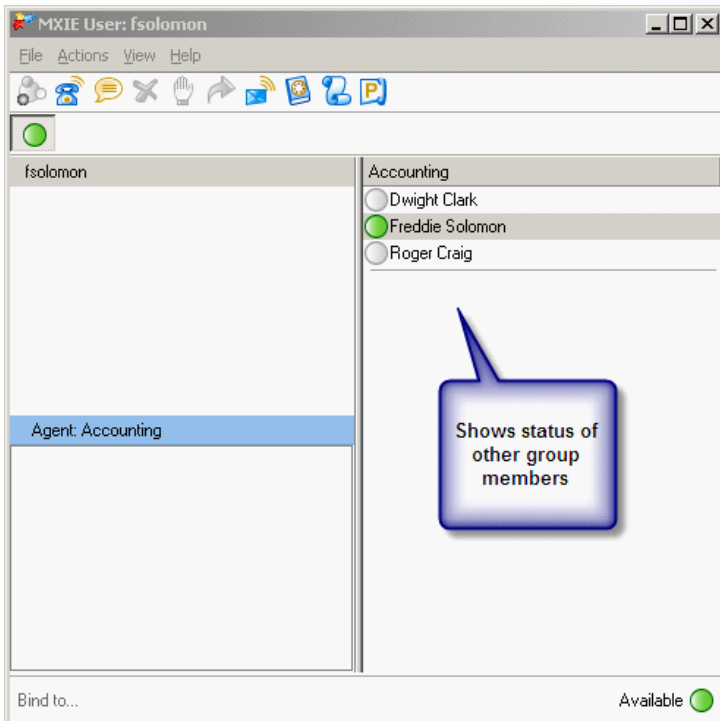 MXIE User: fsolomon
File Actions View Help
P
fsolomon
Accounting
Dwight Clark
Freddie Solomon
Roger Craig
Shows status of
other group
members
Agent: Accounting
Bind to...
Available